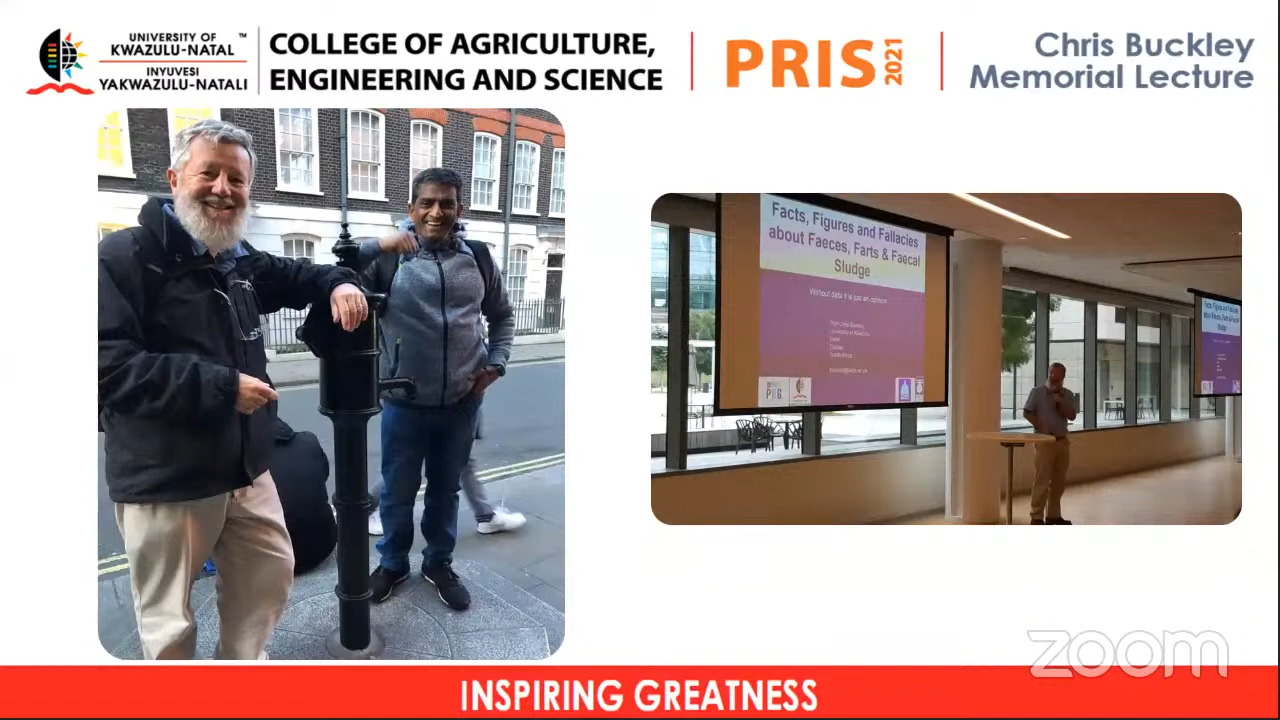 UNIVERSITY OF
KWAZULU-NATAL™
INYUVESI
YAKWAZULU-NATALI
COLLEGE OF AGRICULTURE,
ENGINEERING AND SCIENCE
PRIS 2021
Chris Buckley
Memorial Lecture
Facts, Figures and Fallacies
about Faeces, Farts & Faecal
Sludge
Without data it is just an opinion
zoom
INSPIRING GREATNESS